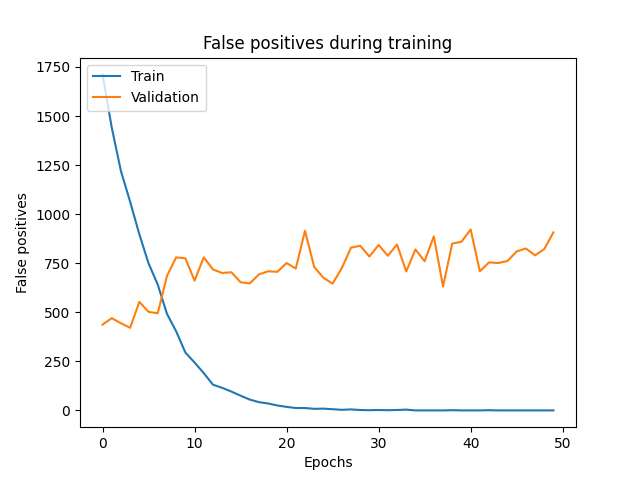 False positives during training
Train
Validation
False positives
1750
1500
1250
1000
750
500
250
0
0 10 20 30 40 50
Epochs